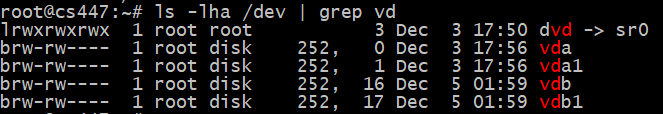 root@cs447:~# ls -lha /dev | grep vd
lrwxrwxrwx  1 root root           3 Dec  3 17:50 dvd -> sr0
brw-rw----  1 root disk    252,   0 Dec  3 17:56 vda
brw-rw----  1 root disk    252,   1 Dec  3 17:56 vda1
brw-rw----  1 root disk    252,  16 Dec  5 01:59 vdb
brw-rw----  1 root disk    252,  17 Dec  5 01:59 vdb1